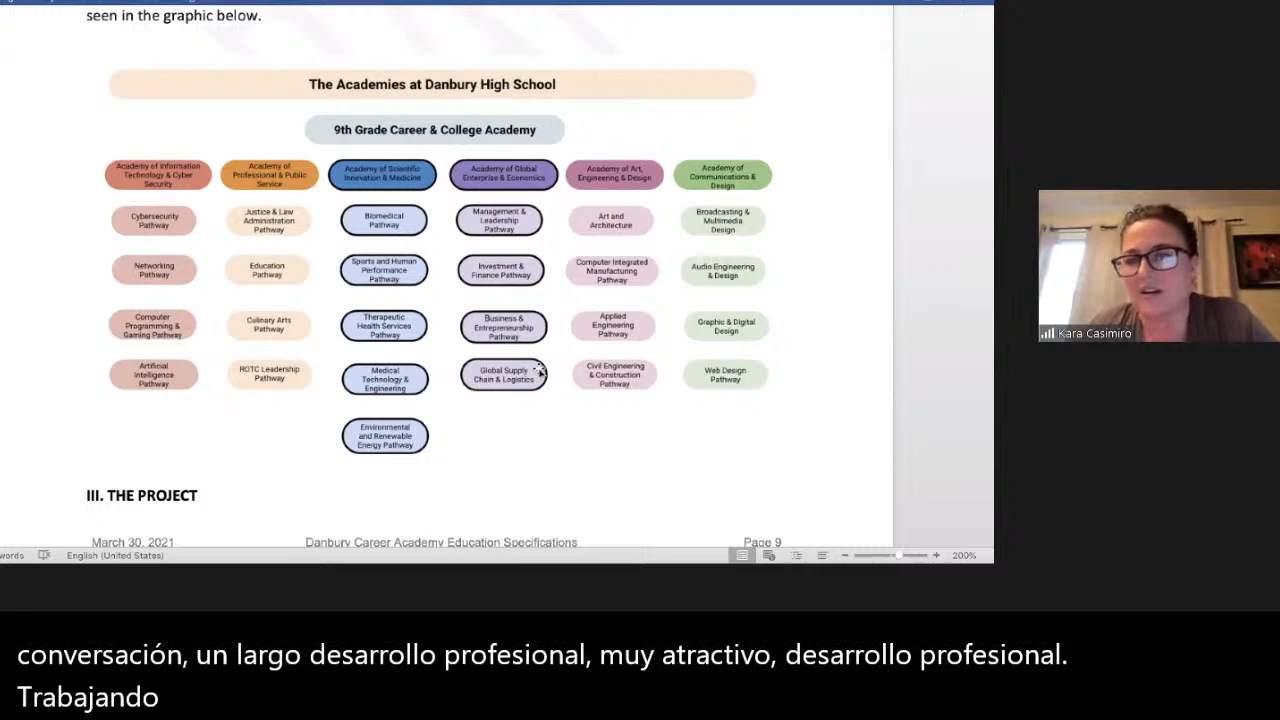 seen in the graphic below.
The Academies at Danbury High School
9th Grade Career & College Academy
Academy of Information
Technology & Cyber
Security
Academy of
Professional & Public
Service
Academy of Scientific
Innovation & Medicine
Academy of Global
Enterprise & Economics
Academy of Art,
Engineering & Design
Academy of
Communications &
Design
Cybersecurity
Pathway
Justice & Law
Administration
Pathway
Biomedical
Pathway
Management &
Leadership
Pathway
Art and
Architecture
Broadcasting &
Multimedia
Design
Networking
Pathway
Education
Pathway
Sports and Human
Performance
Pathway
Investment &
Finance Pathway
Computer Integrated
Manufacturing
Pathway
Audio Engineering
& Design
Computer
Programming &
Gaming Pathway
Culinary Arts
Pathway
Therapeutic
Health Services
Pathway
Business &
Entrepreneurship
Pathway
Applied
Engineering
Pathway
Graphic & Digital
Design
Artificial
Intelligence
Pathway
ROTC Leadership
Pathway
Medical
Technology &
Engineering
Global Supply
Chain & Logistics
Civil Engineering
& Construction
Pathway
Web Design
Pathway
Environmental
and Renewable
Energy Pathway
III. THE PROJECT
March 30, 2021 Danbury Career Academy Education Specifications Page 9
words English (United States) 200%
Kara Casimiro
conversación, un largo desarrollo profesional, muy atractivo, desarrollo profesional.
Trabajando